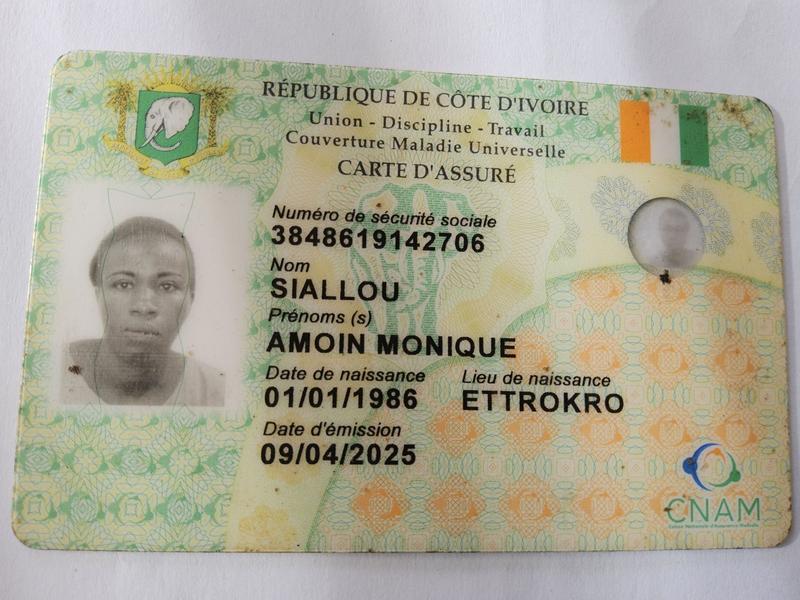 RÉPUBLIQUE DE CÔTE D'IVOIRE
Union - Discipline - Travail
Couverture Maladie Universelle
CARTE D'ASSURÉ
Numéro de sécurité sociale
3848619142706
Nom
SIALLOU
Prénoms (s)
AMOIN MONIQUE
Date de naissance Lieu de naissance
01/01/1986 ETTROKRO
Date d'émission
09/04/2025
CNAM